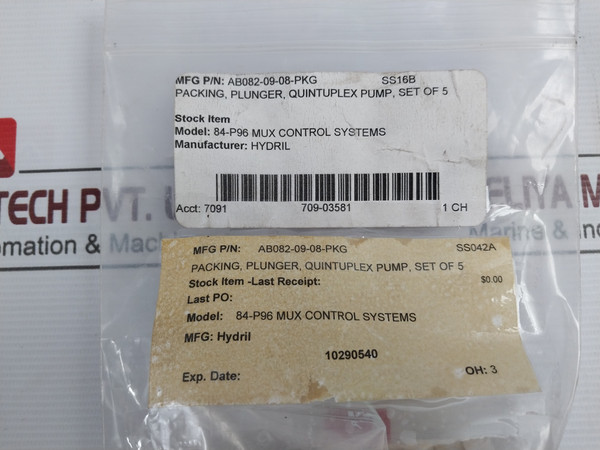 MFG P/N: AB082-09-08-PKG SS16B
PACKING, PLUNGER, QUINTUPLEX PUMP, SET OF 5
Stock Item
Model: 84-P96 MUX CONTROL SYSTEMS
Manufacturer: HYDRIL
Acct: 7091 709-03581 1 CH
TECH PVT.
ELIYA
omation & Marine &
MFG P/N: AB082-09-08-PKG SS042A
PACKING, PLUNGER, QUINTUPLEX PUMP, SET OF 5
Stock Item -Last Receipt: $0.00
Last PO:
Model: 84-P96 MUX CONTROL SYSTEMS
MFG: Hydril
10290540
Exp. Date: OH: 3